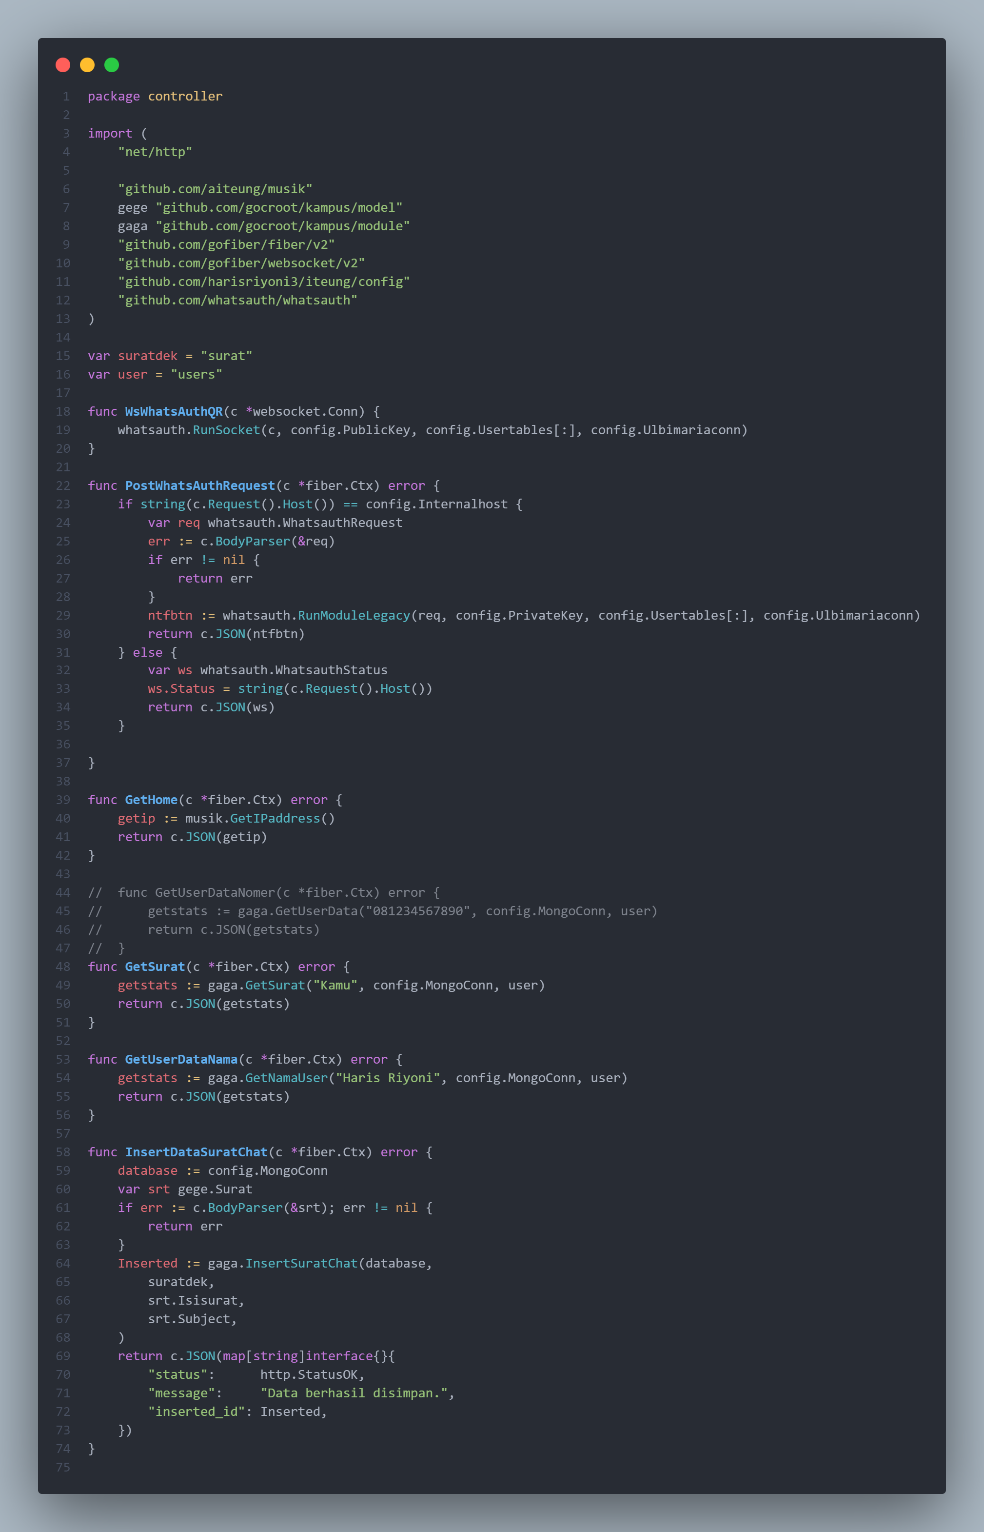 1 package controller
2
3 import (
4     "net/http"
5
6     "github.com/aiteung/musik"
7     gege "github.com/gocroot/kampus/model"
8     gaga "github.com/gocroot/kampus/module"
9     "github.com/gofiber/fiber/v2"
10     "github.com/gofiber/websocket/v2"
11     "github.com/harisriyoni3/iteung/config"
12     "github.com/whatsauth/whatsauth"
13 )
14
15 var suratdek = "surat"
16 var user = "users"
17
18 func WsWhatsAuthQR(c *websocket.Conn) {
19     whatsauth.RunSocket(c, config.PublicKey, config.Usertables[:], config.Ulbimariaconn)
20 }
21
22 func PostWhatsAuthRequest(c *fiber.Ctx) error {
23     if string(c.Request().Host()) == config.Internalhost {
24         var req whatsauth.WhatsauthRequest
25         err := c.BodyParser(&req)
26         if err != nil {
27             return err
28         }
29         ntfbtn := whatsauth.RunModuleLegacy(req, config.PrivateKey, config.Usertables[:], config.Ulbimariaconn)
30         return c.JSON(ntfbtn)
31     } else {
32         var ws whatsauth.WhatsauthStatus
33         ws.Status = string(c.Request().Host())
34         return c.JSON(ws)
35     }
36
37 }
38
39 func GetHome(c *fiber.Ctx) error {
40     getip := musik.GetIPaddress()
41     return c.JSON(getip)
42 }
43
44 //  func GetUserDataNomer(c *fiber.Ctx) error {
45 //      getstats := gaga.GetUserData("081234567890", config.MongoConn, user)
46 //      return c.JSON(getstats)
47 //  }
48 func GetSurat(c *fiber.Ctx) error {
49     getstats := gaga.GetSurat("Kamu", config.MongoConn, user)
50     return c.JSON(getstats)
51 }
52
53 func GetUserDataNama(c *fiber.Ctx) error {
54     getstats := gaga.GetNamaUser("Haris Riyoni", config.MongoConn, user)
55     return c.JSON(getstats)
56 }
57
58 func InsertDataSuratChat(c *fiber.Ctx) error {
59     database := config.MongoConn
60     var srt gege.Surat
61     if err := c.BodyParser(&srt); err != nil {
62         return err
63     }
64     Inserted := gaga.InsertSuratChat(database,
65         suratdek,
66         srt.Isisurat,
67         srt.Subject,
68     )
69     return c.JSON(map[string]interface{}{
70         "status":      http.StatusOK,
71         "message":     "Data berhasil disimpan.",
72         "inserted_id": Inserted,
73     })
74 }
75